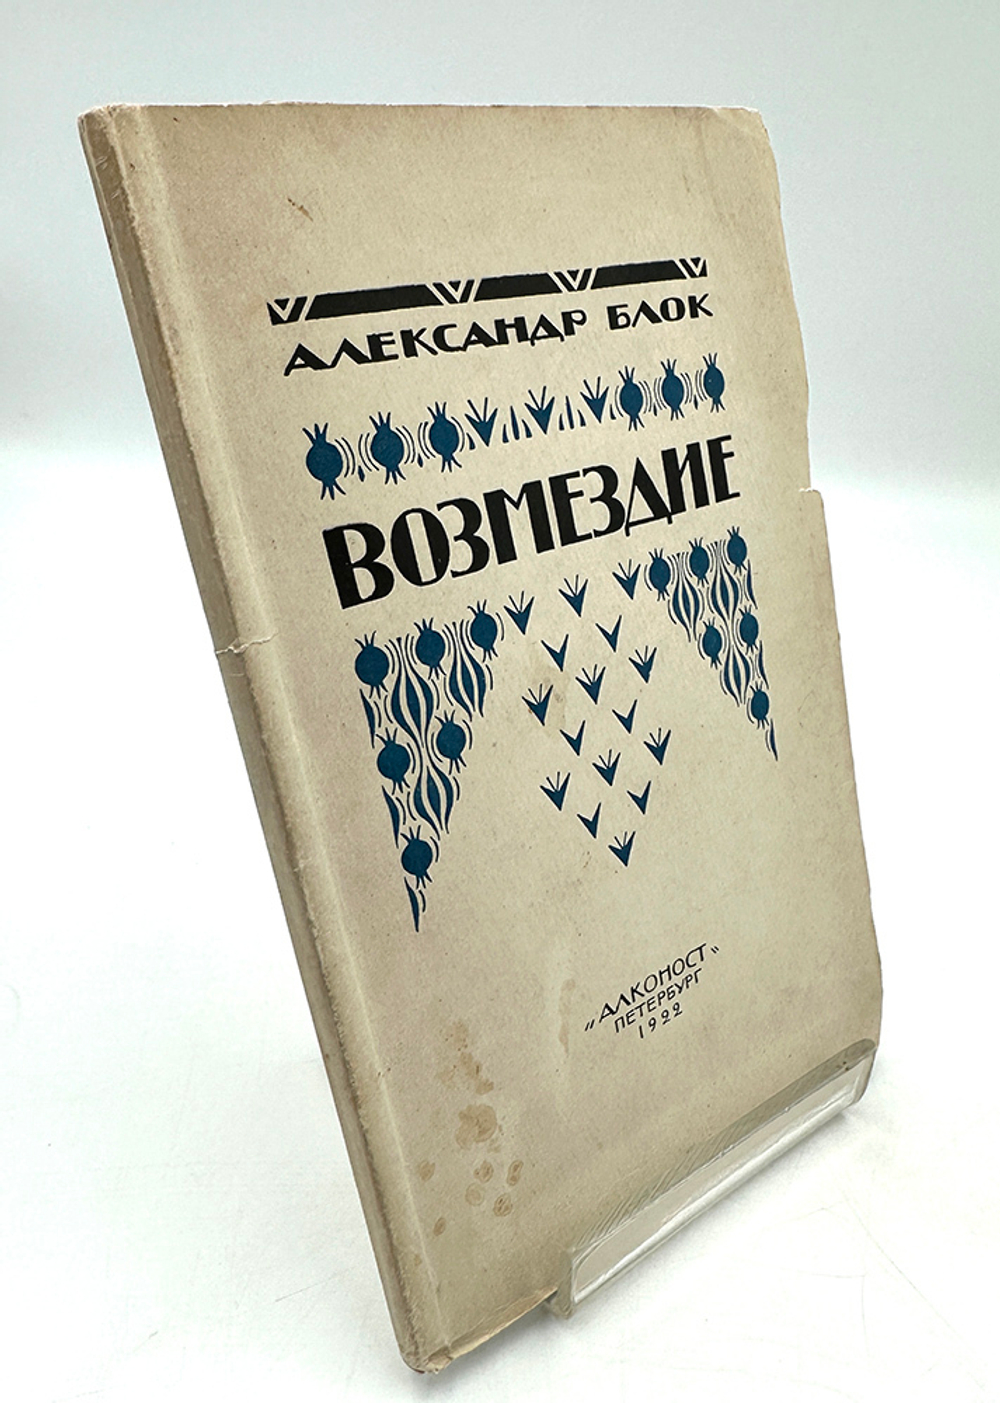 АЛЕКСАНДР БЛОК
ВОЗМЕЗДИЕ
„АЛКОНОСТ"
ПЕТЕРБУРГ
1922